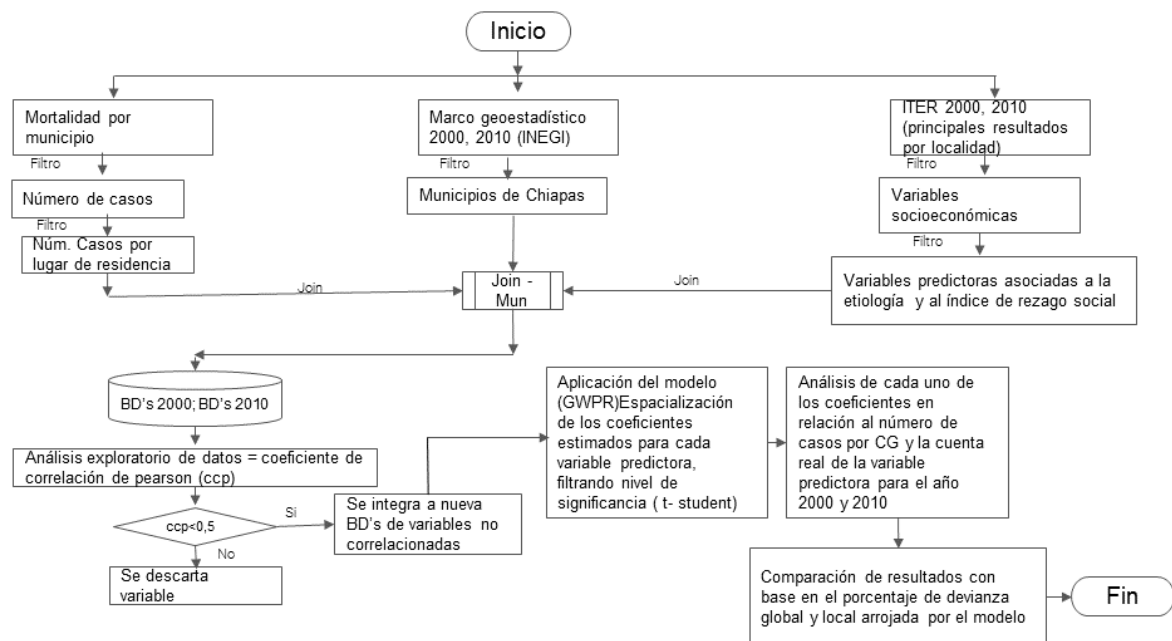 Inicio
Mortalidad por
municipio
Marco geoestadístico
2000, 2010 (INEGI)
ITER 2000, 2010
(principales resultados
por localidad)
Filtro
Filtro
Filtro
Número de casos
Municipios de Chiapas
Variables
socioeconómicas
Filtro
Filtro
Núm. Casos por
lugar de residencia
Join
Join -
Mun
Join
Variables predictoras asociadas a la
etiología y al índice de rezago social
BD's 2000; BD's 2010
Análisis exploratorio de datos = coeficiente de
correlación de pearson (ccp)
ccp<0,5
Si
No
Se descarta
variable
Se integra a nueva
BD's de variables no
correlacionadas
Aplicación del modelo
(GWPR)Espacialización
de los coeficientes
estimados para cada
variable predictora,
filtrando nivel de
significancia ( t- student)
Análisis de cada uno de
los coeficientes en
relación al número de
casos por CG y la cuenta
real de la variable
predictora para el año
2000 y 2010
Comparación de resultados con
base en el porcentaje de devianza
global y local arrojada por el modelo
Fin